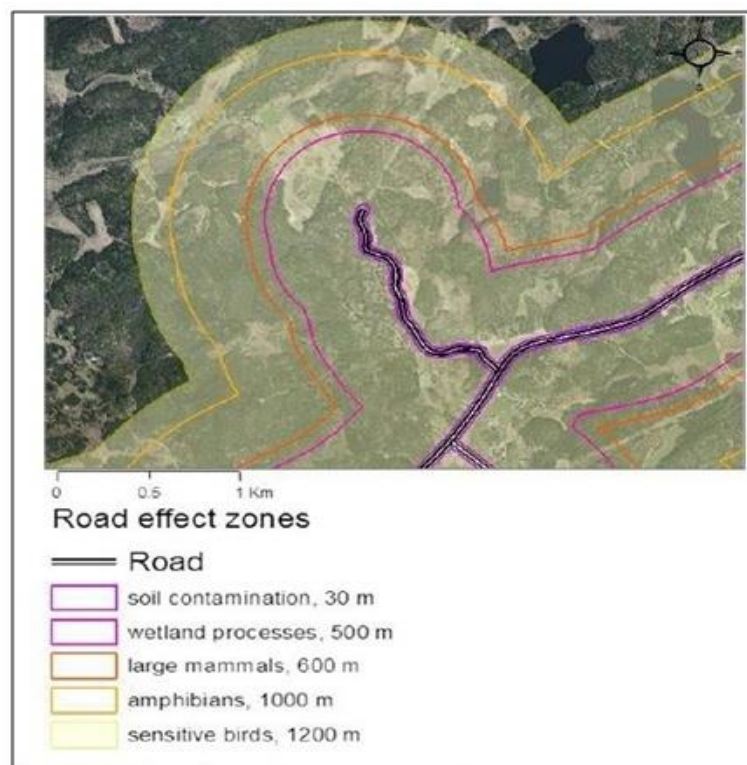 0 0.5 1 Km
Road effect zones
Road
soil contamination, 30 m
wetland processes, 500 m
large mammals, 600 m
amphibians, 1000 m
sensitive birds, 1200 m